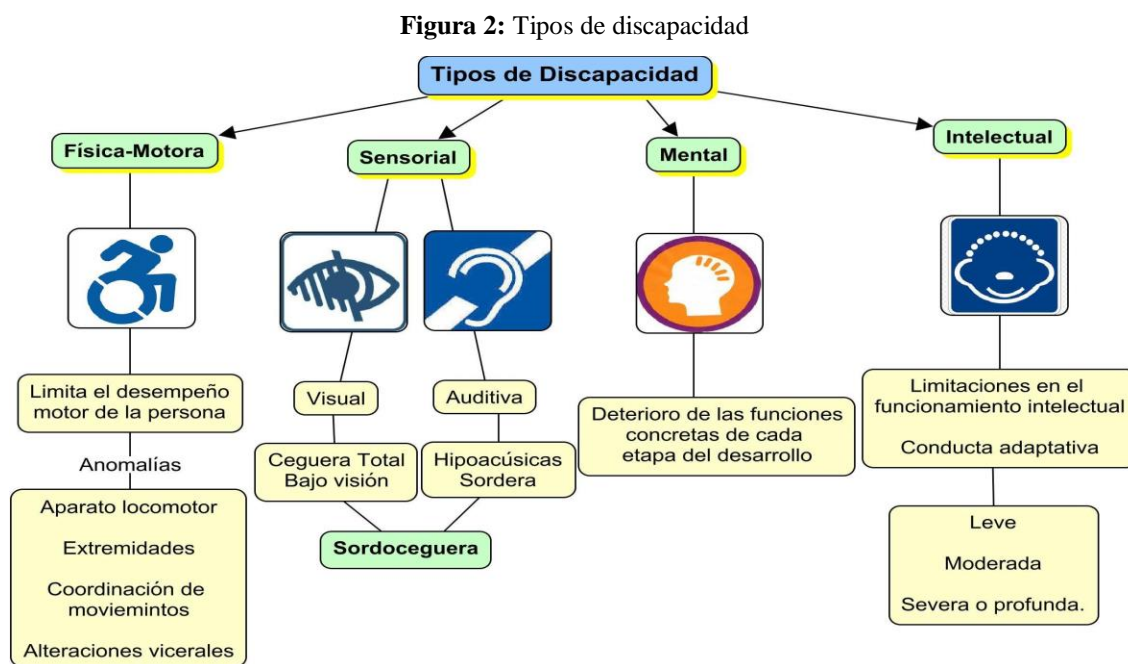 Figura 2: Tipos de discapacidad
Tipos de Discapacidad
Física-Motora
Sensorial
Mental
Intelectual
Limita el desempeño
motor de la persona
Anomalías
Aparato locomotor
Extremidades
Coordinación de
moviemintos
Alteraciones vicerales
Visual
Ceguera Total
Bajo visión
Auditiva
Hipoacúsicas
Sordera
Sordoceguera
Deterioro de las funciones
concretas de cada
etapa del desarrollo
Limitaciones en el
funcionamiento intelectual
Conducta adaptativa
Leve
Moderada
Severa o profunda.